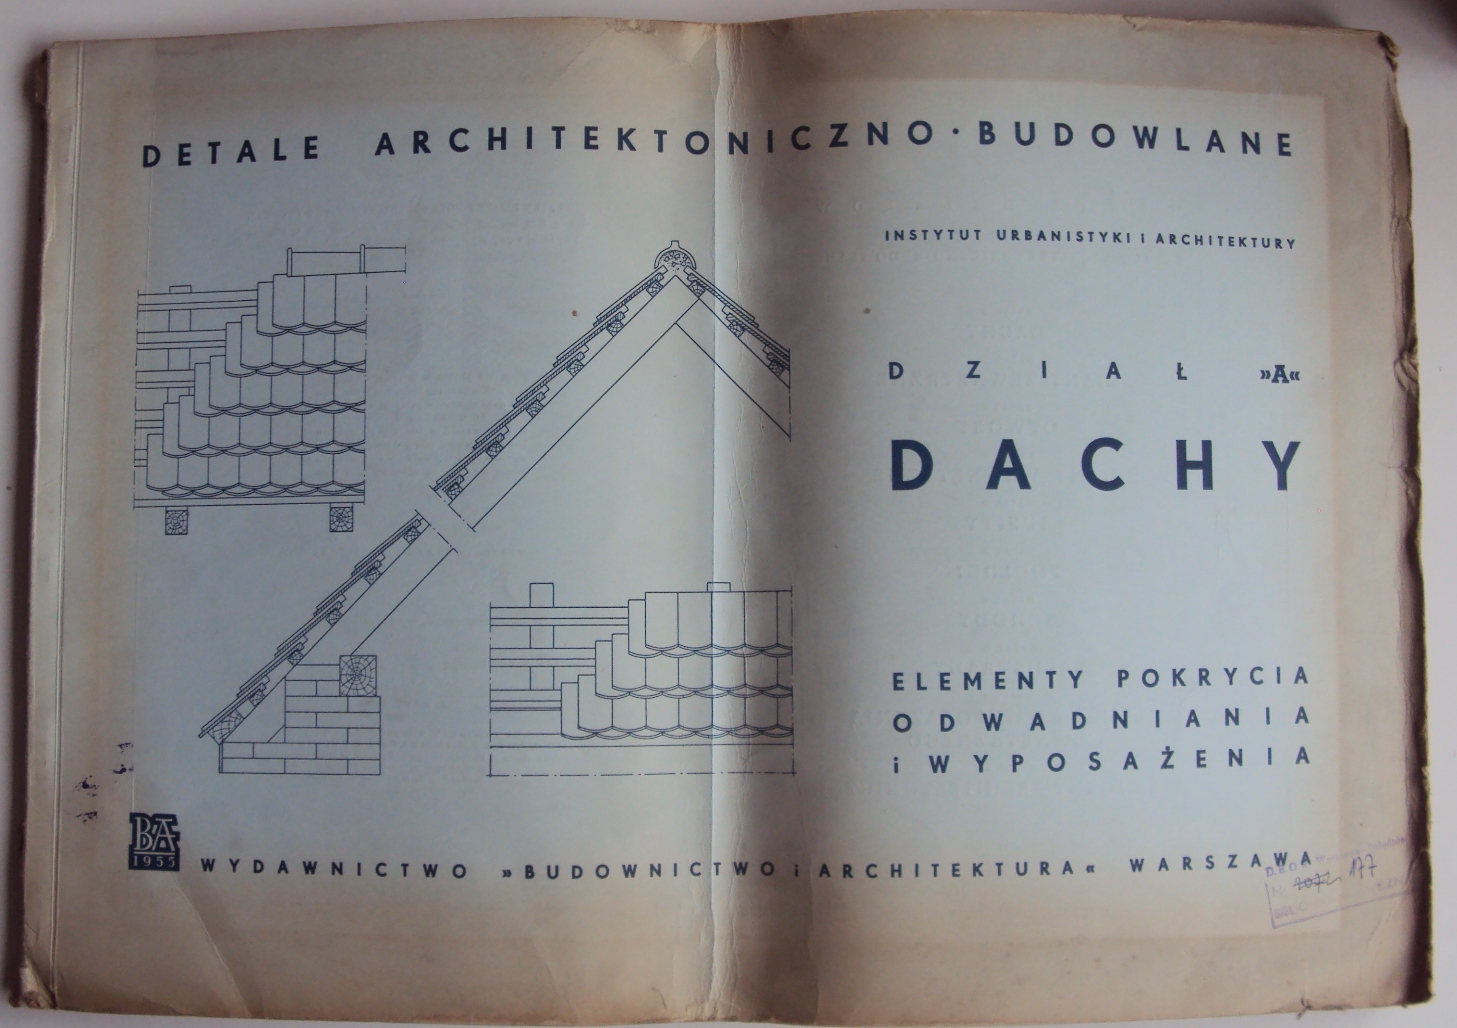 DETALE ARCHITEKTONICZNO·BUDOWLANE
INSTYTUT URBANISTYKI I ARCHITEKTURY
DZIAŁ »A«
DACHY
ELEMENTY POKRYCIA
ODWADNIANIA
i WYPOSAŻENIA
BA
1955
WYDAWNICTWO »BUDOWNICTWO i ARCHITEKTURA« WARSZAWA
177